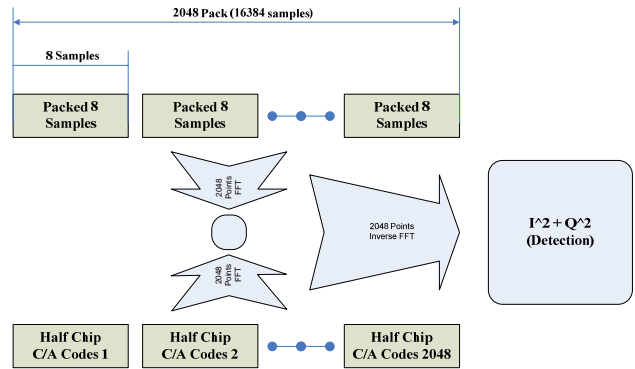 2048 Pack (16384 samples)
8 Samples
Packed 8
Samples
Packed 8
Samples
Packed 8
Samples
2048
Points
FFT
2048 Points
Inverse FFT
I^2 + Q^2
(Detection)
2048
Points
FFT
Half Chip
C/A Codes 1
Half Chip
C/A Codes 2
Half Chip
C/A Codes 2048